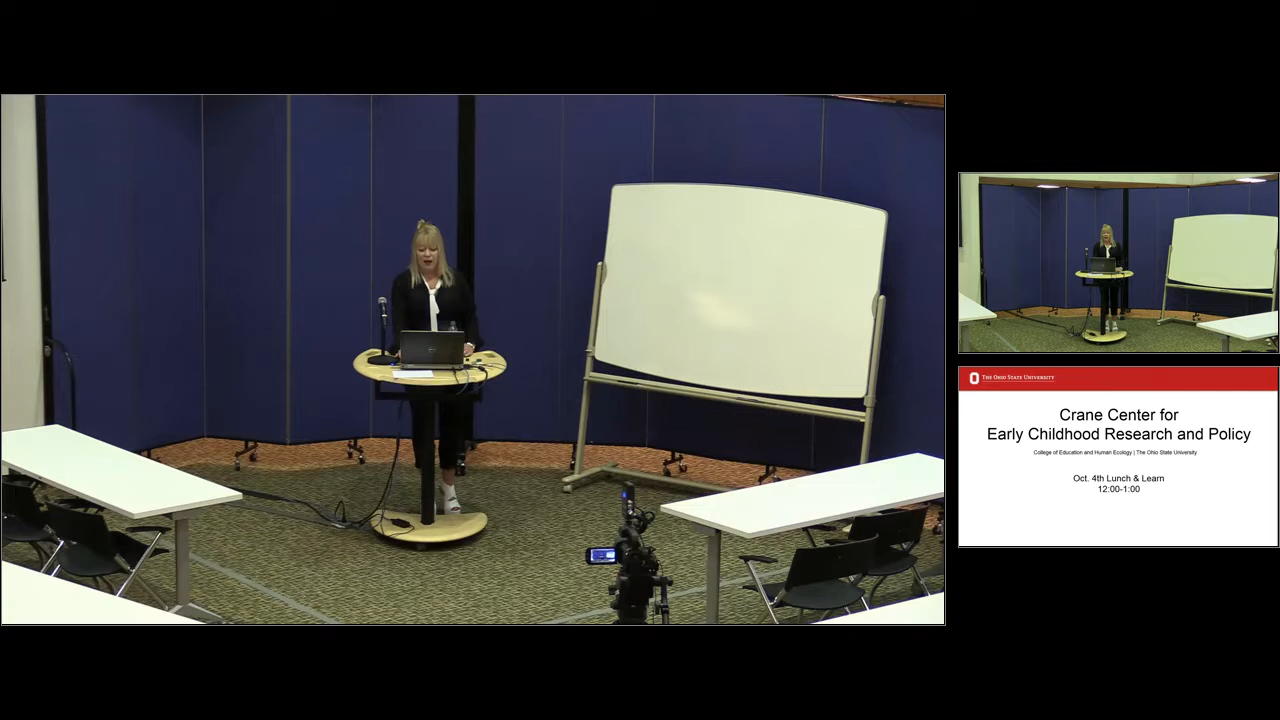 THE OHIO STATE UNIVERSITY
Crane Center for
Early Childhood Research and Policy
College of Education and Human Ecology | The Ohio State University
Oct. 4th Lunch & Learn
12:00-1:00